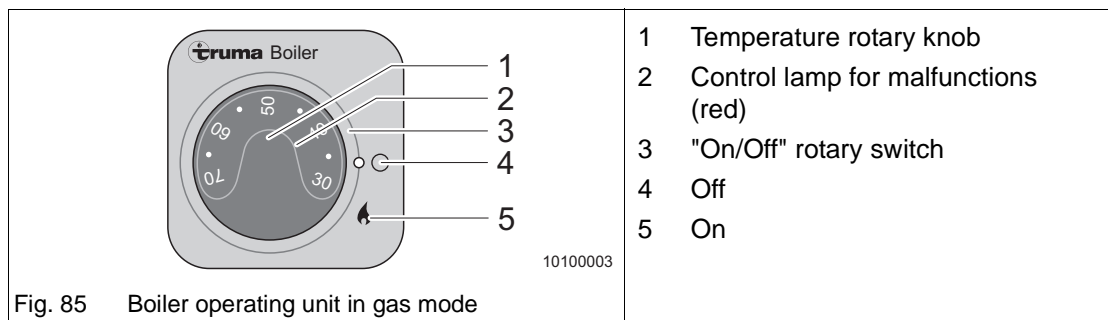 truma Boiler
50
60
40
70
30
1
2
3
4
5
10100003
Fig. 85 Boiler operating unit in gas mode
1 Temperature rotary knob
2 Control lamp for malfunctions
(red)
3 "On/Off" rotary switch
4 Off
5 On